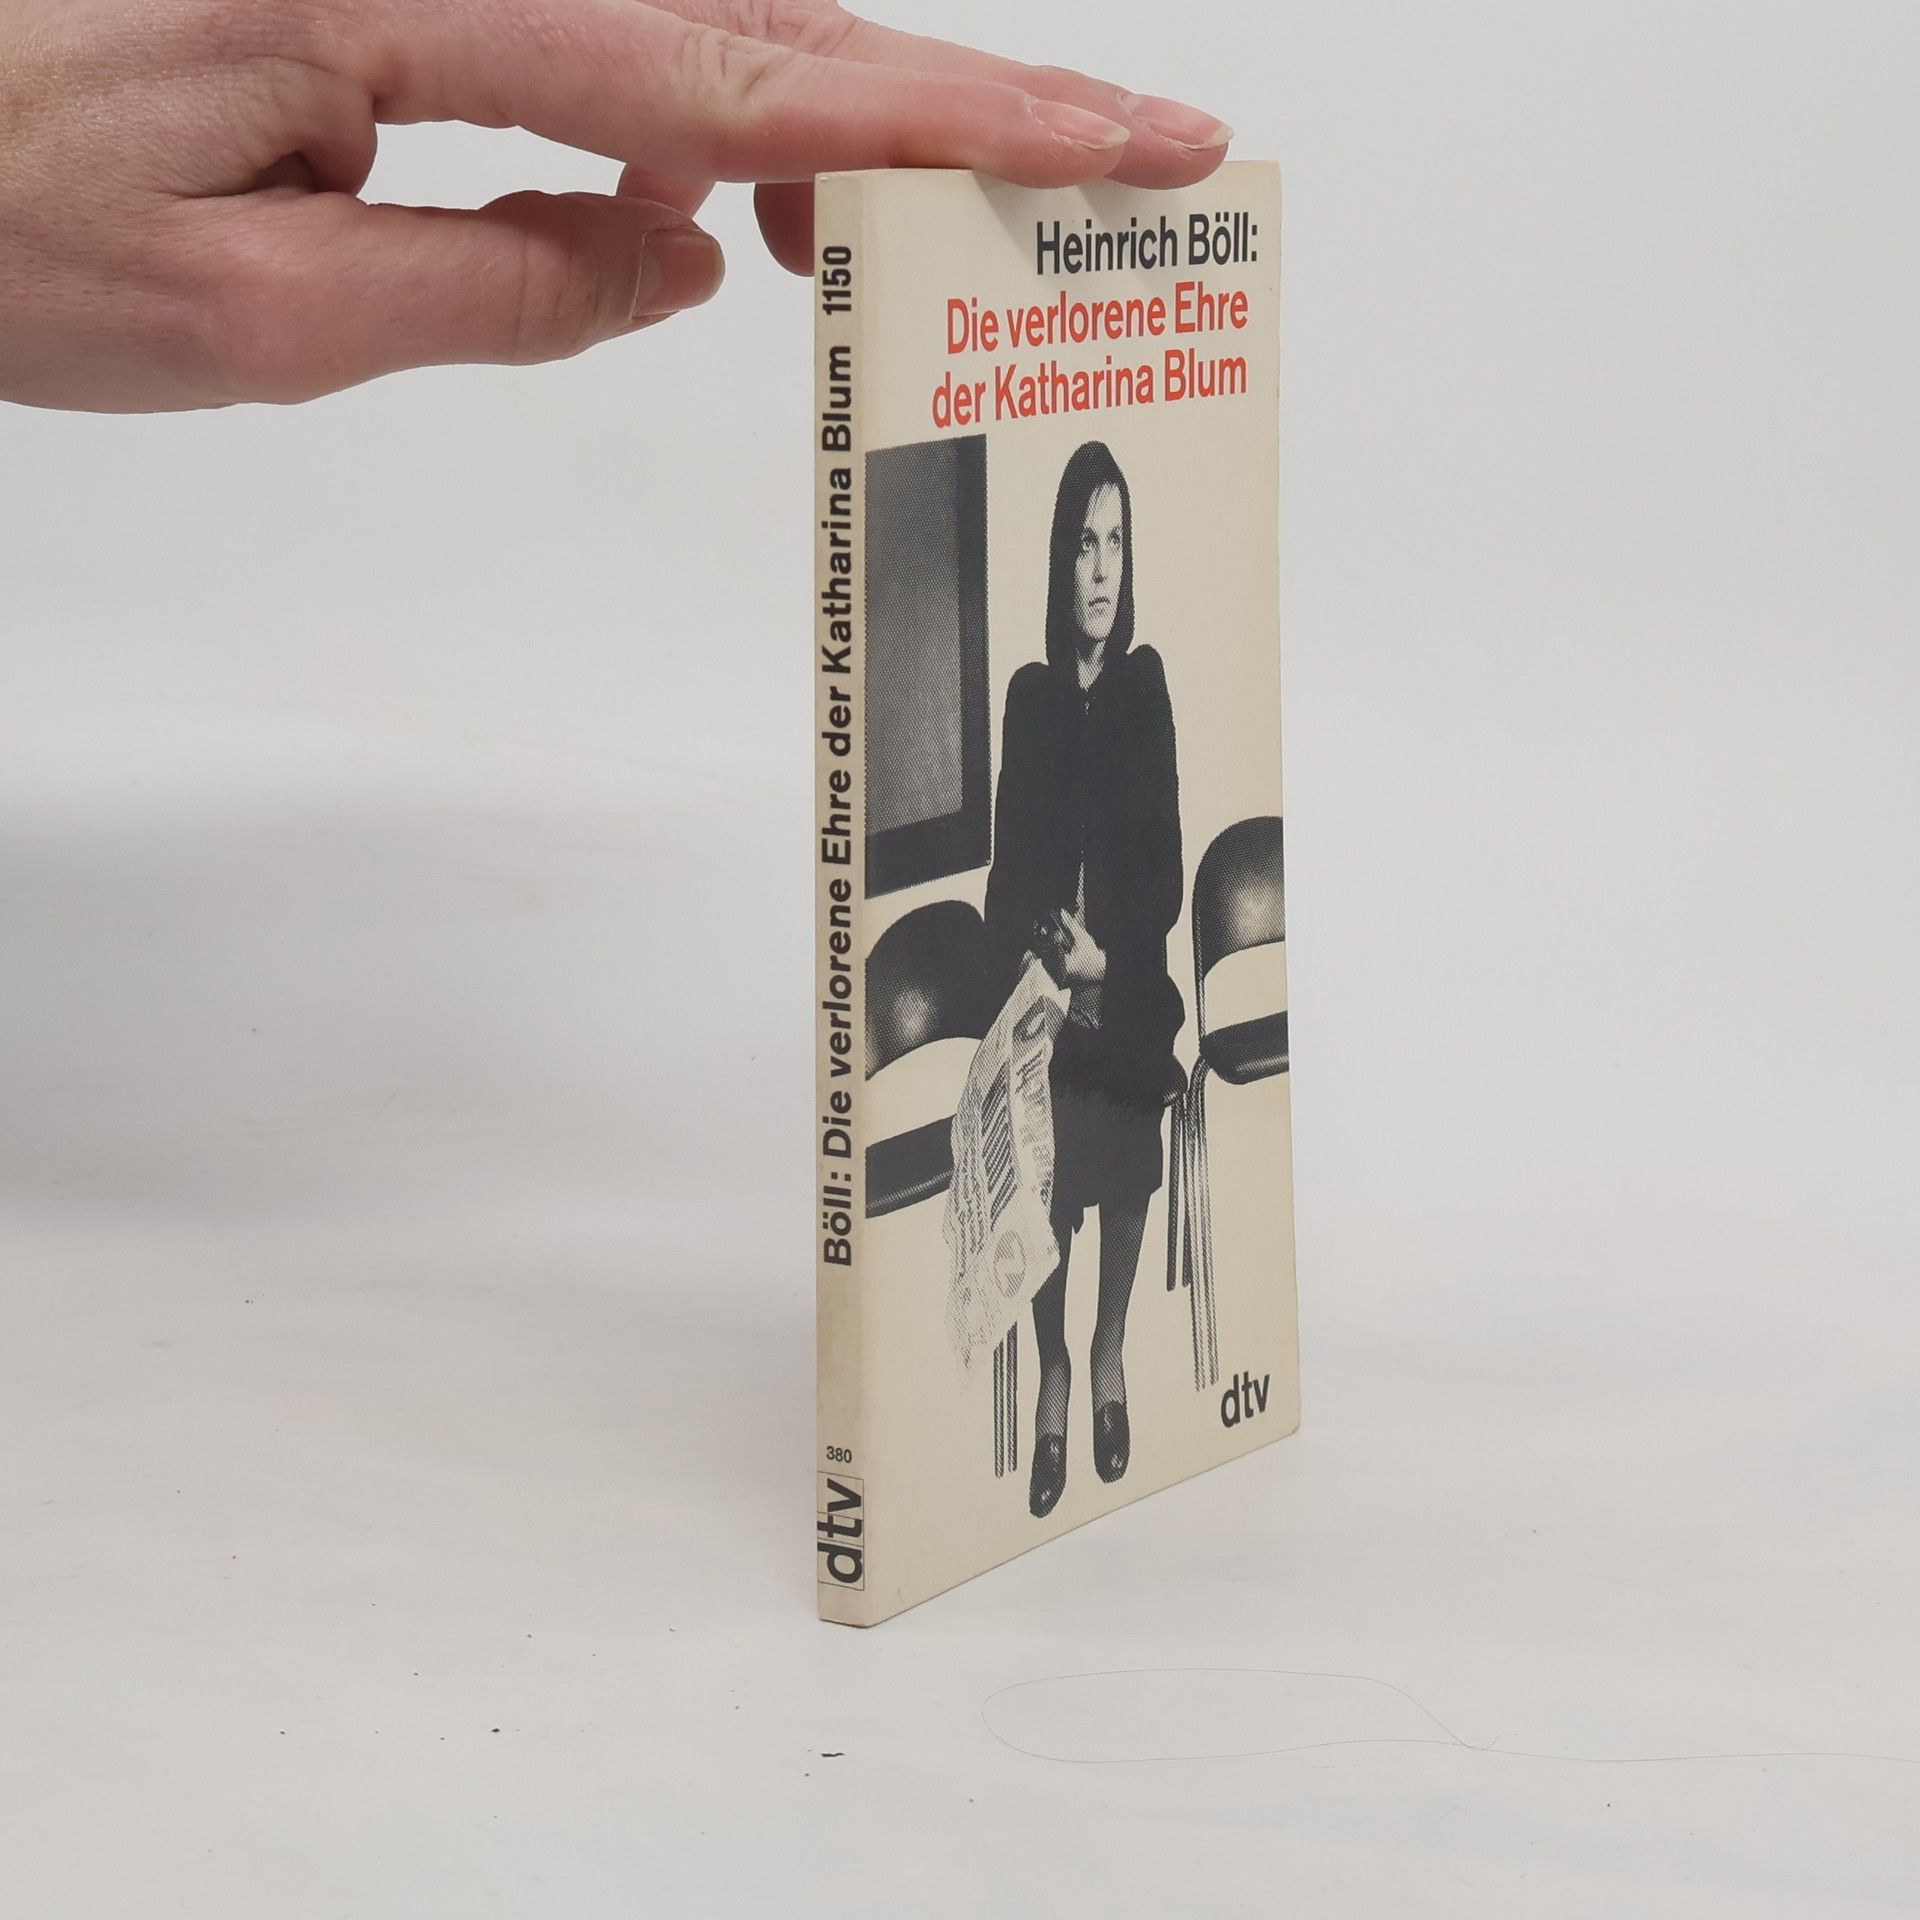 Heinrich Böll:
Die verlorene Ehre
der Katharina Blum
dtv
Böll: Die verlorene Ehre der Katharina Blum 1150
380
dtv